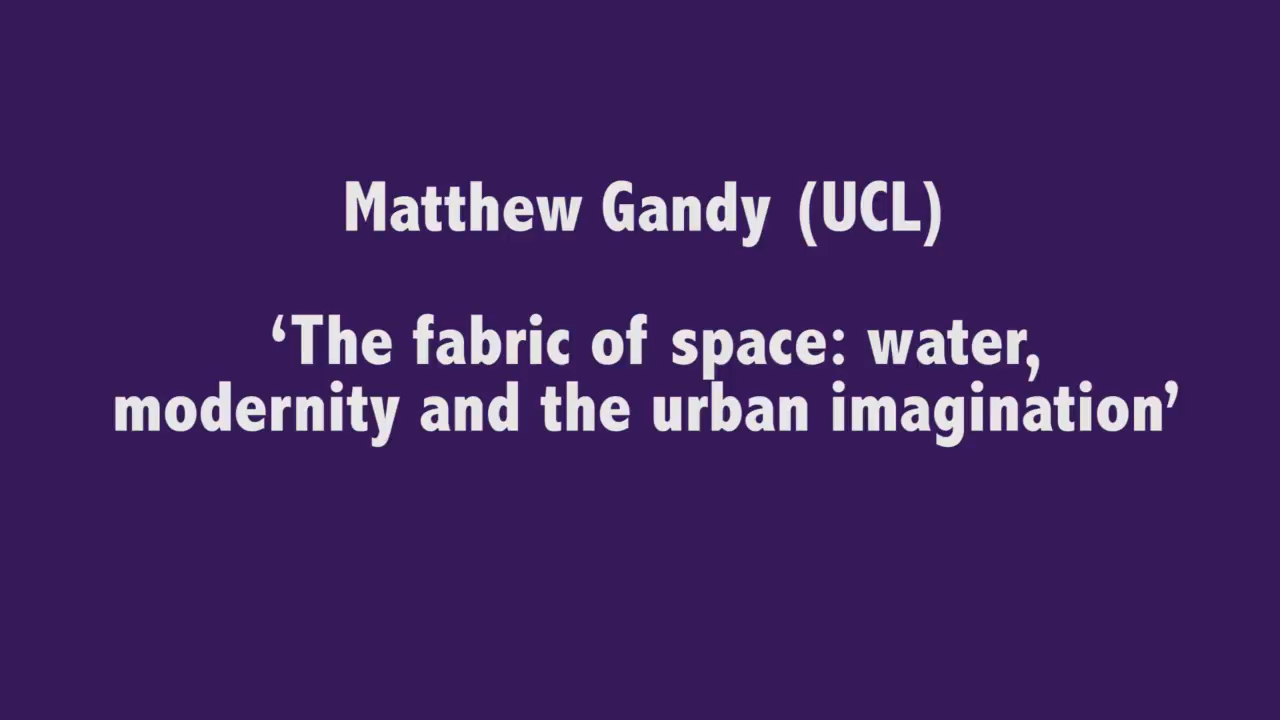 Matthew Gandy (UCL)
‘The fabric of space: water,
modernity and the urban imagination’